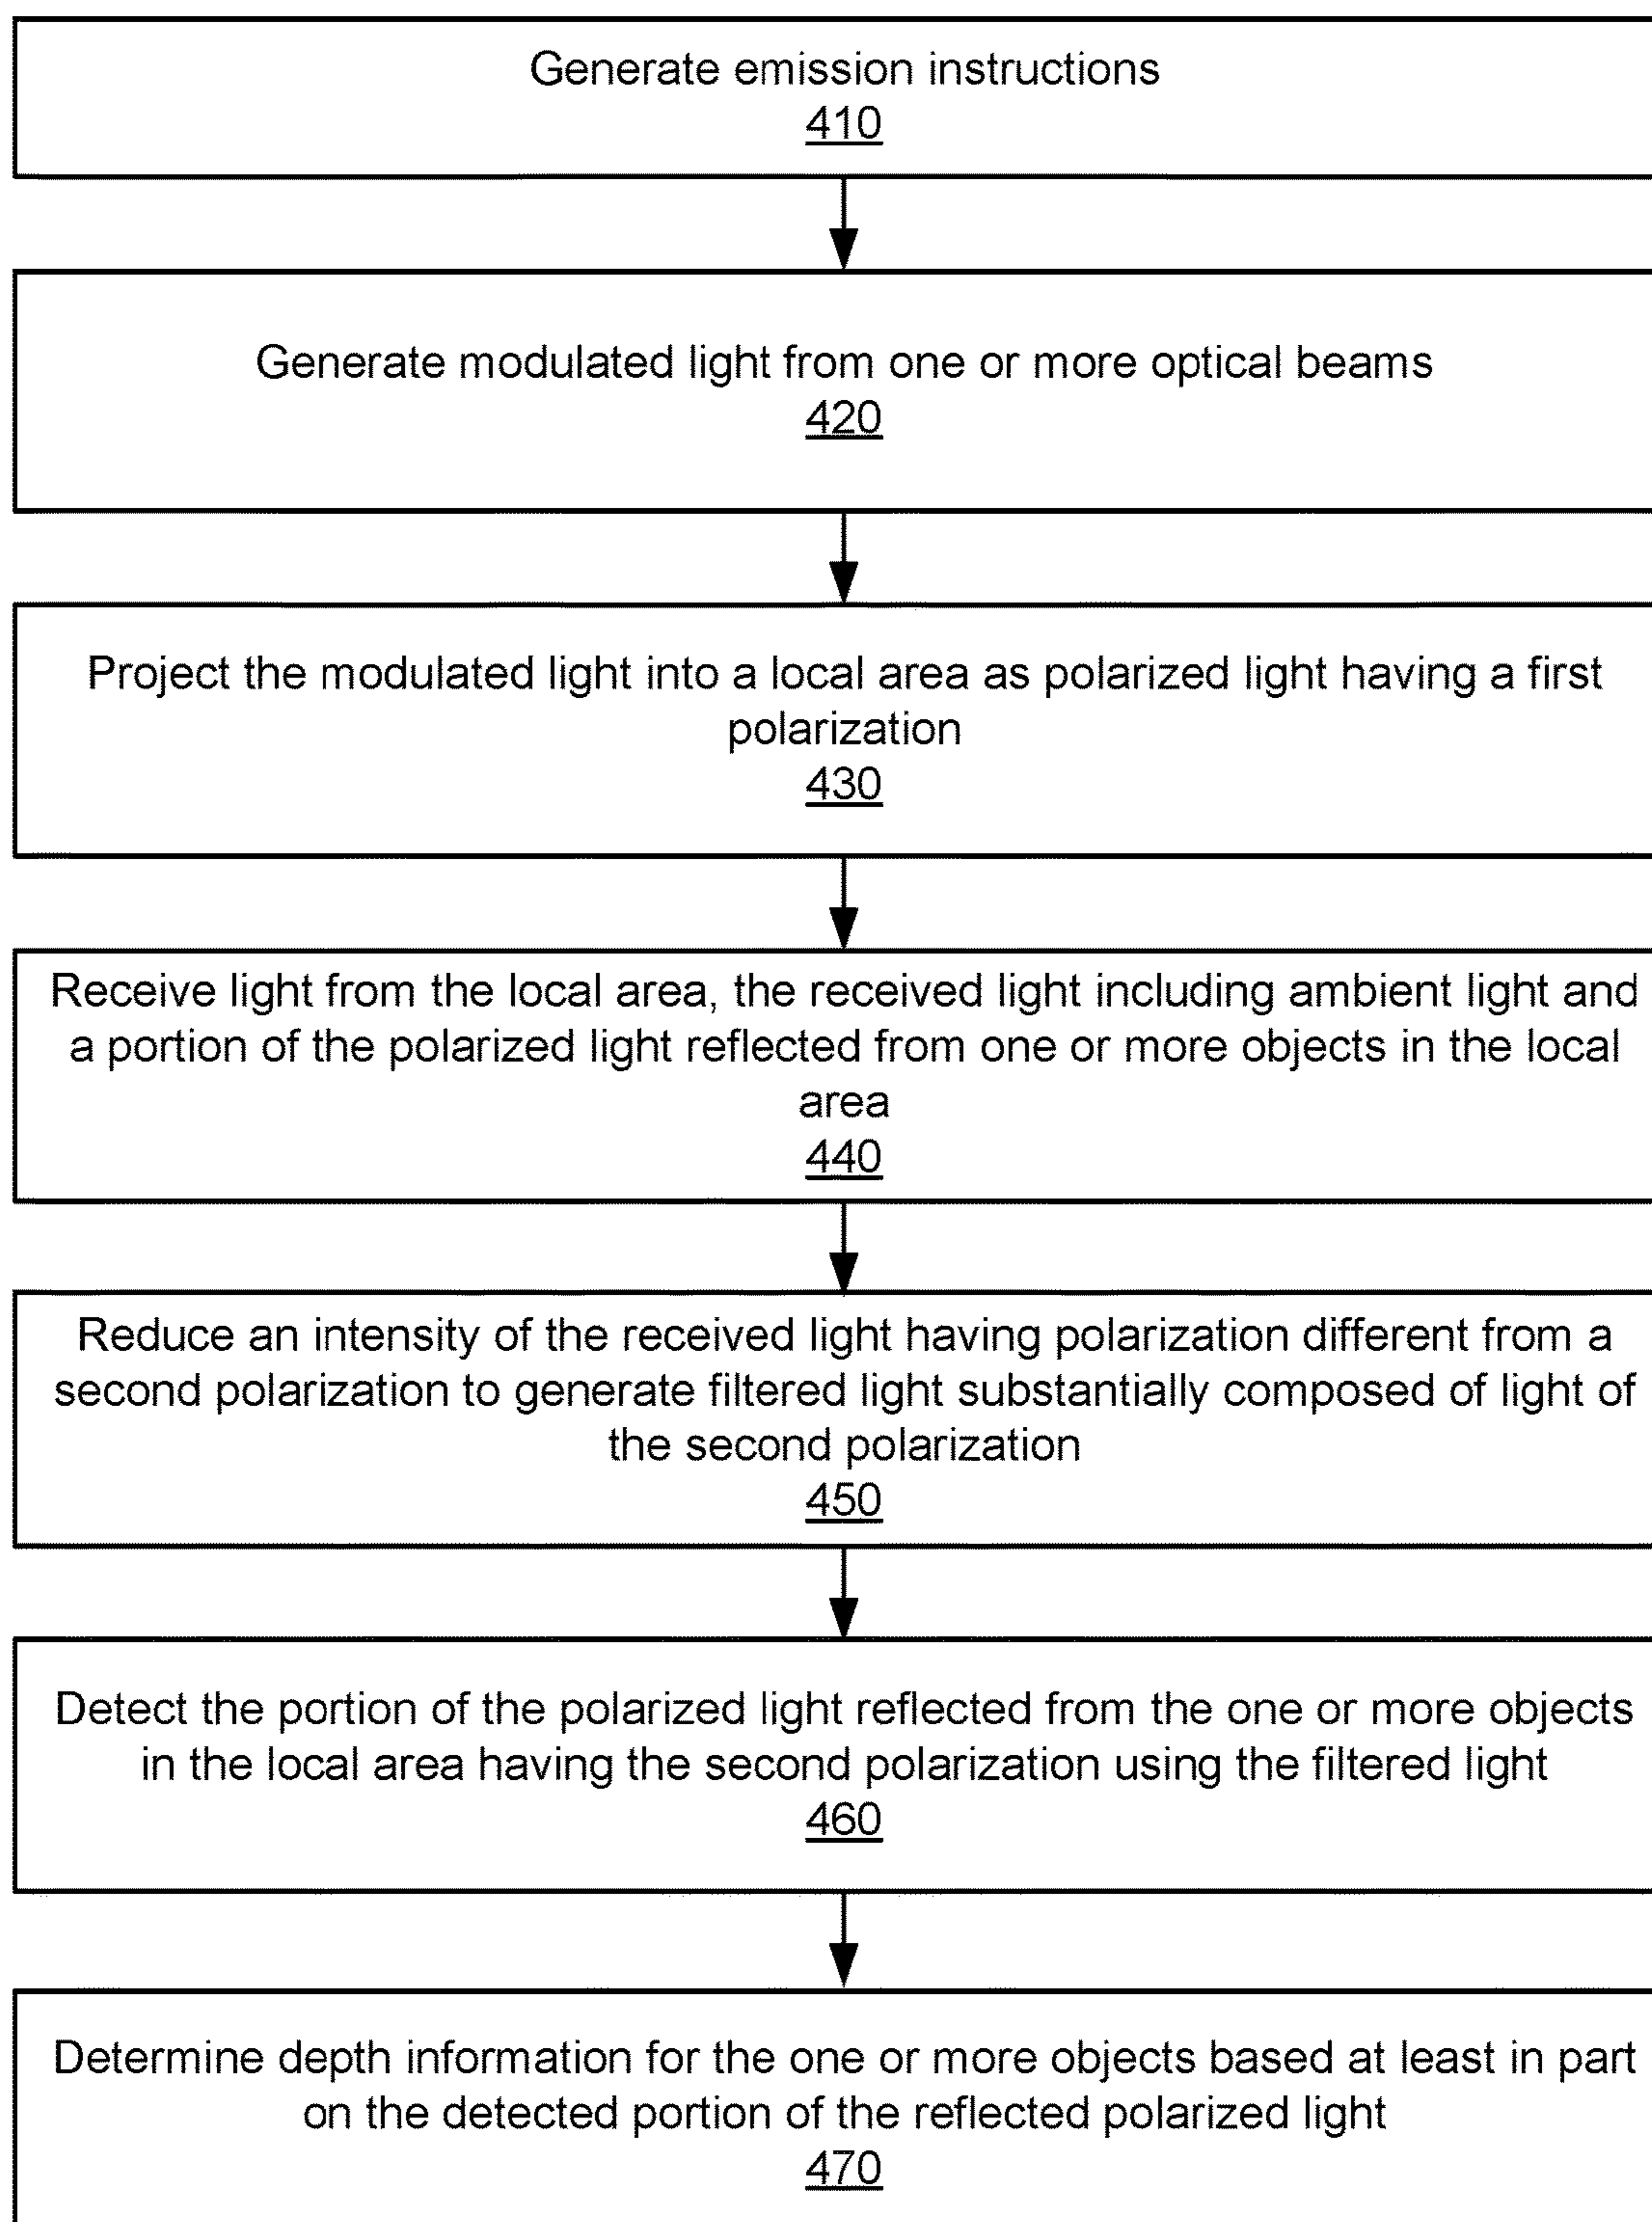 Generate emission instructions
410
Generate modulated light from one or more optical beams
420
Project the modulated light into a local area as polarized light having a first
polarization
430
Receive light from the local area, the received light including ambient light and
a portion of the polarized light reflected from one or more objects in the local
area
440
Reduce an intensity of the received light having polarization different from a
second polarization to generate filtered light substantially composed of light of
the second polarization
450
Detect the portion of the polarized light reflected from the one or more objects
in the local area having the second polarization using the filtered light
460
Determine depth information for the one or more objects based at least in part
on the detected portion of the reflected polarized light
470